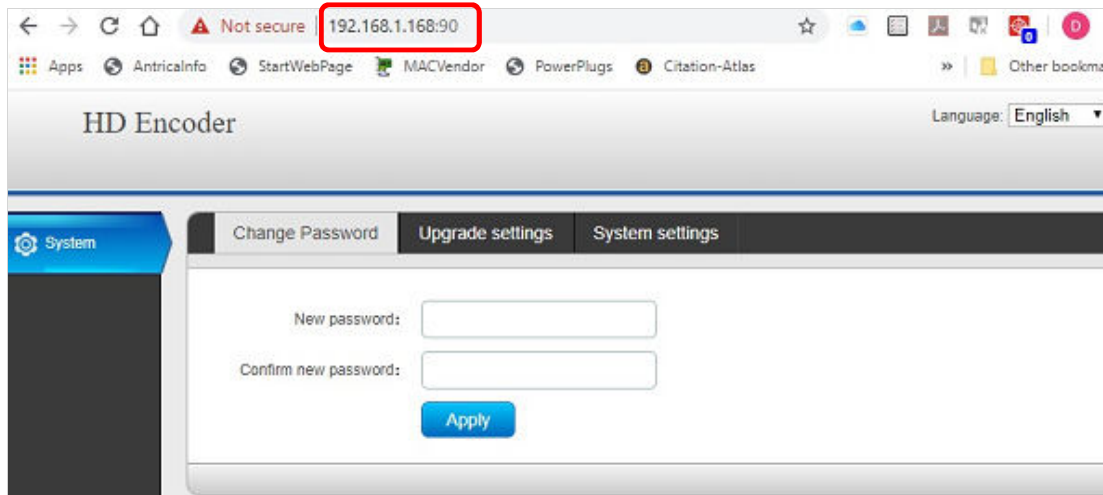 Not secure 192.168.1.168:90
0
D
Apps AntricaInfo StartWebPage MACVendor PowerPlugs Citation-Atlas » Other bookma
HD Encoder
Language: English
System
Change Password Upgrade settings System settings
New password:
Confirm new password:
Apply